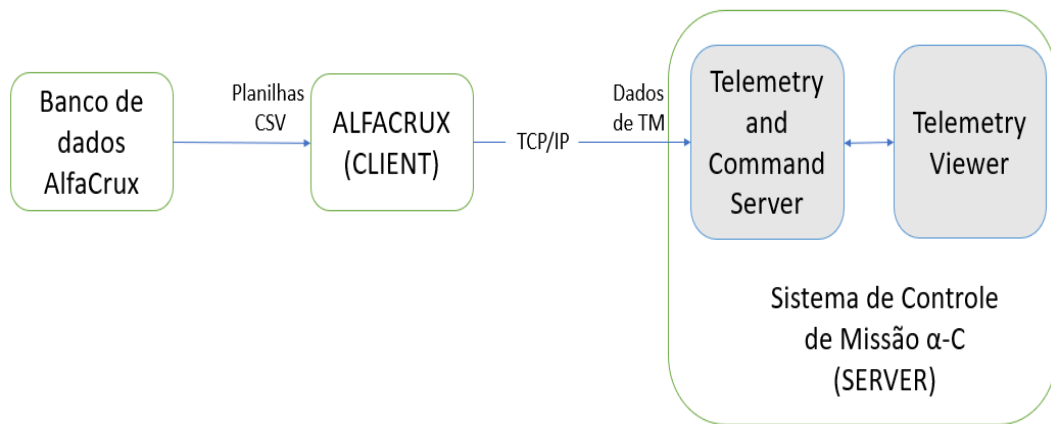 Banco de
dados
AlfaCrux
Planilhas
CSV
ALFACRUX
(CLIENT)
TCP/IP
Dados
de TM
Telemetry
and
Command
Server
Telemetry
Viewer
Sistema de Controle
de Missão α-C
(SERVER)